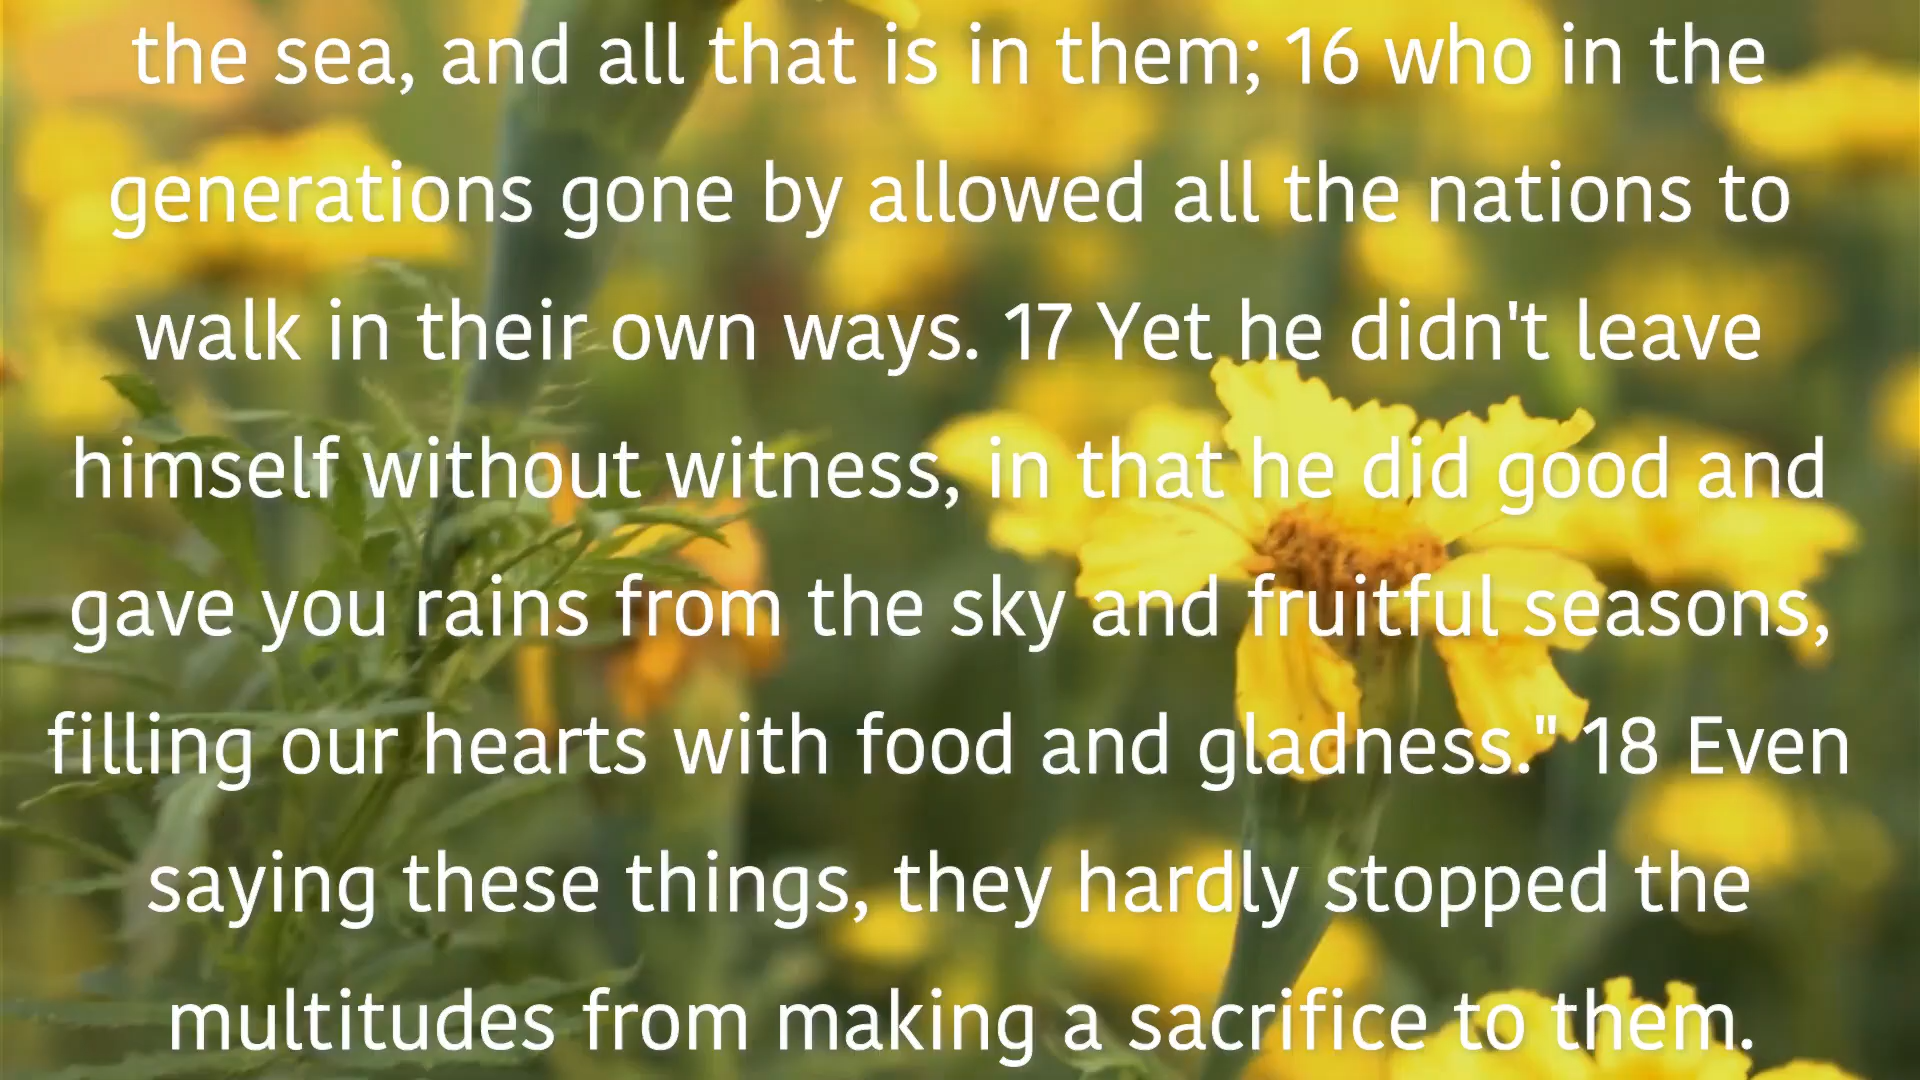 the sea, and all that is in them; 16 who in the
generations gone by allowed all the nations to
walk in their own ways. 17 Yet he didn't leave
himself without witness, in that he did good and
gave you rains from the sky and fruitful seasons,
filling our hearts with food and gladness." 18 Even
saying these things, they hardly stopped the
multitudes from making a sacrifice to them.